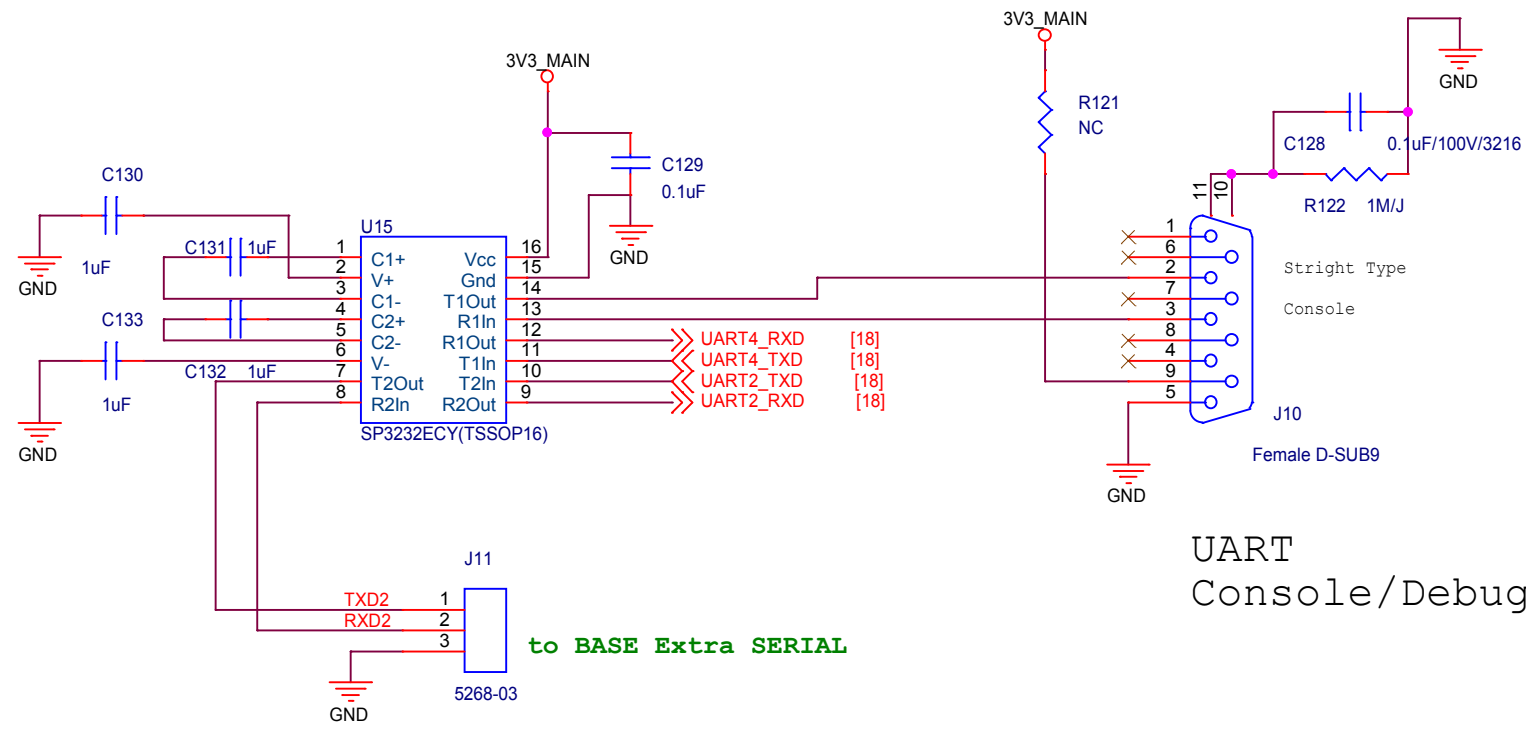 3V3_MAIN
3V3_MAIN
GND
R121
NC
C128
0.1uF/100V/3216
R122
1M/J
C129
0.1uF
GND
C130
1uF
GND
C131
1uF
C133
1uF
GND
C132
1uF
U15
1
2
3
4
5
6
7
8
C1+
V+
C1-
C2+
C2-
V-
T2Out
R2In
Vcc
Gnd
T1Out
R1In
R1Out
T1In
T2In
R2Out
16
15
14
13
12
11
10
9
SP3232ECY(TSSOP16)
UART4_RXD [18]
UART4_TXD [18]
UART2_TXD [18]
UART2_RXD [18]
11
10
1
6
2
7
3
8
4
9
5
Stright Type
Console
J10
Female D-SUB9
GND
UART
Console/Debug
J11
TXD2
RXD2
1
2
3
to BASE Extra SERIAL
5268-03
GND